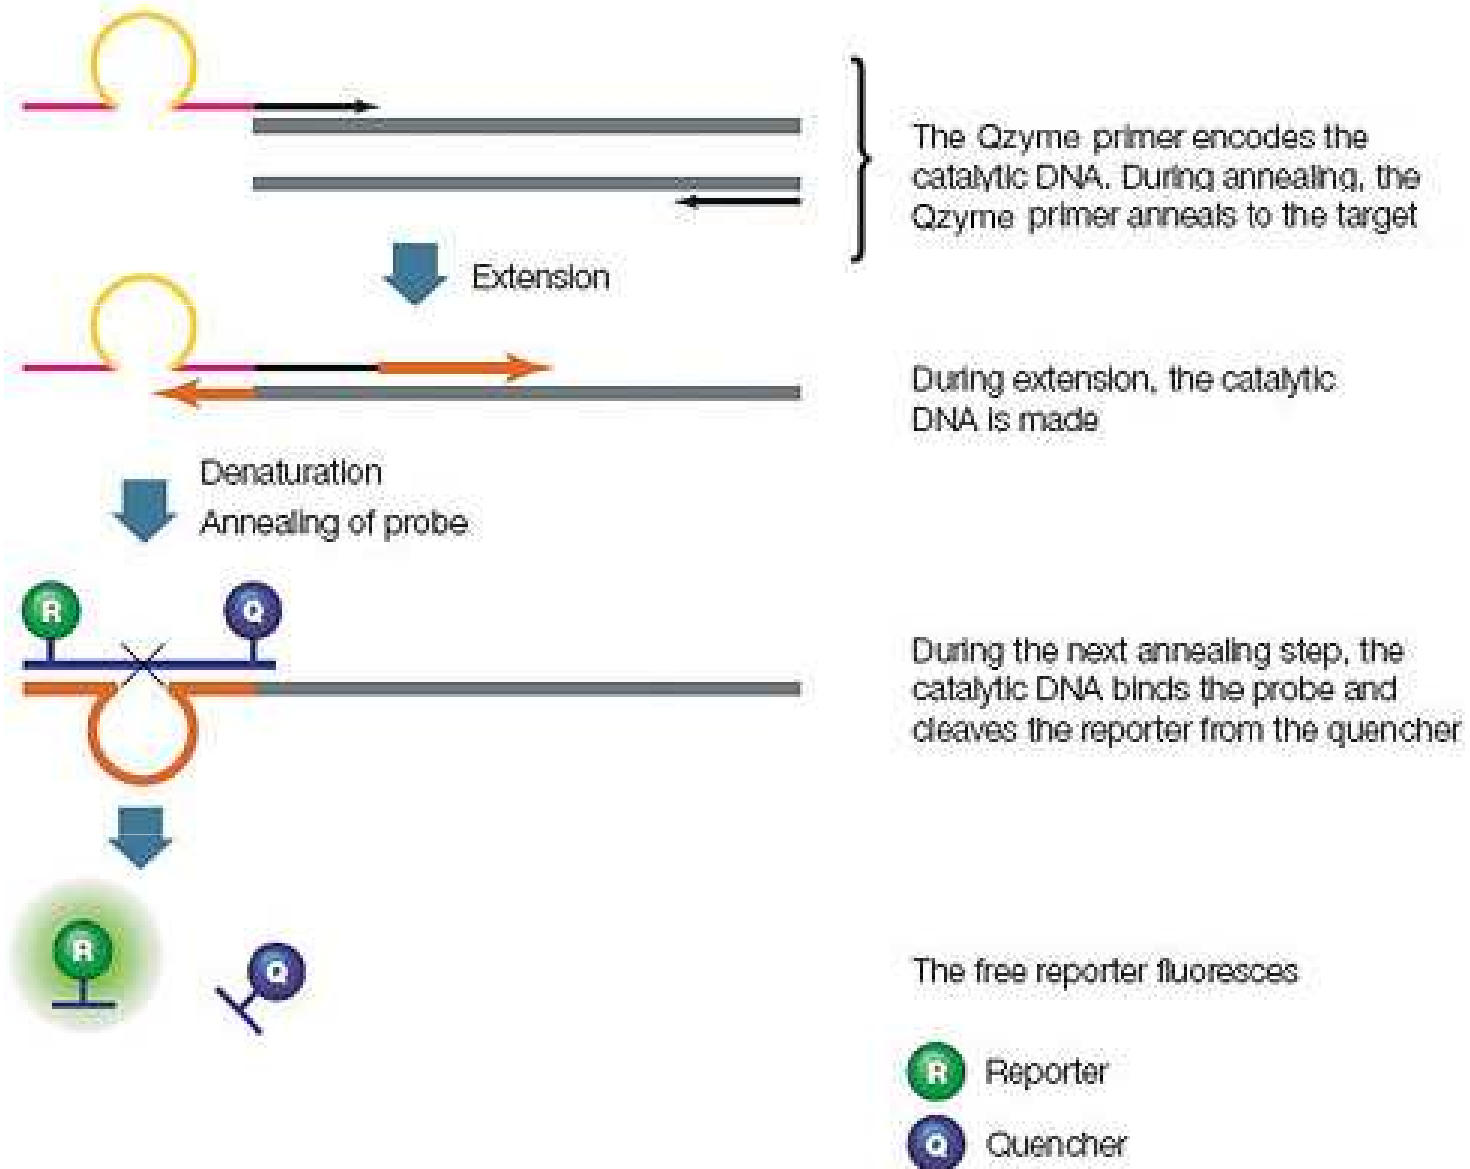 The Qzyme primer encodes the
catalytic DNA. During annealing, the
Qzyme primer anneals to the target
Extension
During extension, the catalytic
DNA is made
Denaturation
Annealing of probe
R
Q
During the next annealing step, the
catalytic DNA binds the probe and
cleaves the reporter from the quencher
R
Q
The free reporter fluoresces
R Reporter
Q Quencher